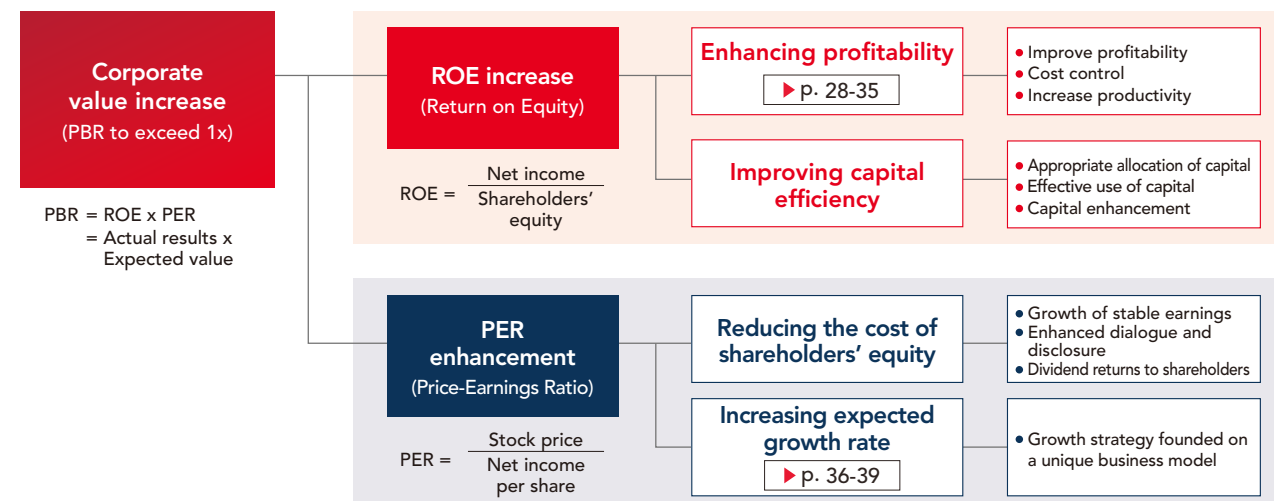 Corporate
value increase
(PBR to exceed 1x)
PBR = ROE x PER
= Actual results x
Expected value
ROE increase
(Return on Equity)
ROE =
Net income
Shareholders’
equity
Enhancing profitability
p. 28-35
• Improve profitability
• Cost control
• Increase productivity
Improving capital
efficiency
• Appropriate allocation of capital
• Effective use of capital
• Capital enhancement
PER
enhancement
(Price-Earnings Ratio)
PER =
Stock price
Net income
per share
Reducing the cost of
shareholders’ equity
• Growth of stable earnings
• Enhanced dialogue and
disclosure
• Dividend returns to shareholders
Increasing expected
growth rate
p. 36-39
• Growth strategy founded on
a unique business model